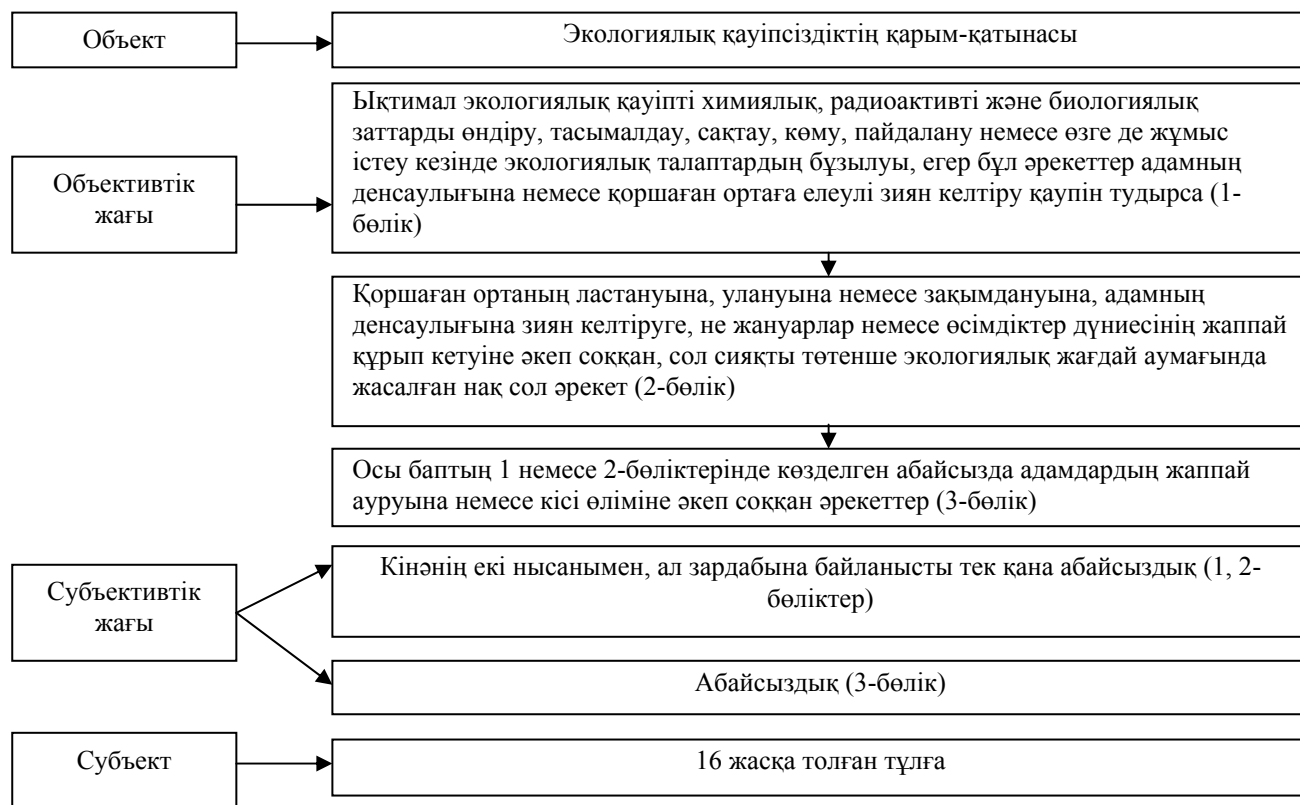 Объект
Экологиялық қауіпсіздіктің қарым-қатынасы
Объективтік
жағы
Ықтимал экологиялық қауіпті химиялық, радиоактивті және биологиялық
заттарды өндіру, тасымалдау, сақтау, көму, пайдалану немесе өзге де жұмыс
істеу кезінде экологиялық талаптардың бұзылуы, егер бұл әрекеттер адамның
денсаулығына немесе қоршаған ортаға елеулі зиян келтіру қаупін тудырса (1-
бөлік)
Қоршаған ортаның ластануына, улануына немесе зақымдануына, адамның
денсаулығына зиян келтіруге, не жануарлар немесе өсімдіктер дүниесінің жаппай
құрып кетуіне әкеп соққан, сол сияқты төтенше экологиялық жағдай аумағында
жасалған нақ сол әрекет (2-бөлік)
Осы баптың 1 немесе 2-бөліктерінде көзделген абайсызда адамдардың жаппай
ауруына немесе кісі өліміне әкеп соққан әрекеттер (3-бөлік)
Субъективтік
жағы
Кінәнің екі нысанымен, ал зардабына байланысты тек қана абайсыздық (1, 2-
бөліктер)
Абайсыздық (3-бөлік)
Субъект
16 жасқа толған тұлға